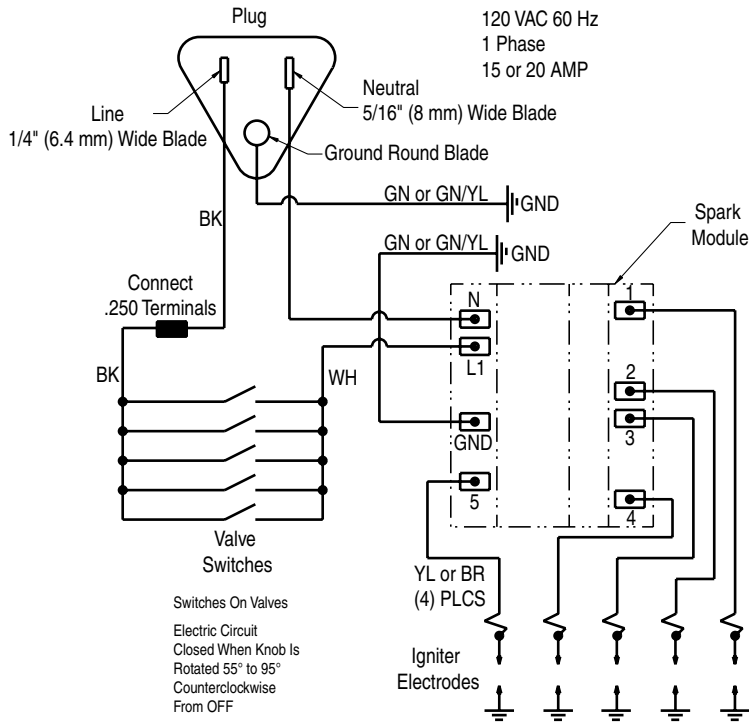 Plug
120 VAC 60 Hz
1 Phase
15 or 20 AMP
Line
1/4" (6.4 mm) Wide Blade
Neutral
5/16" (8 mm) Wide Blade
Ground Round Blade
GN or GN/YL
GND
BK
GN or GN/YL
GND
Spark
Module
Connect
.250 Terminals
N
1
L1
BK
WH
2
3
GND
5
4
Valve
Switches
YL or BR
(4) PLCS
Switches On Valves
Electric Circuit
Closed When Knob Is
Rotated 55° to 95°
Counterclockwise
From OFF
Igniter
Electrodes